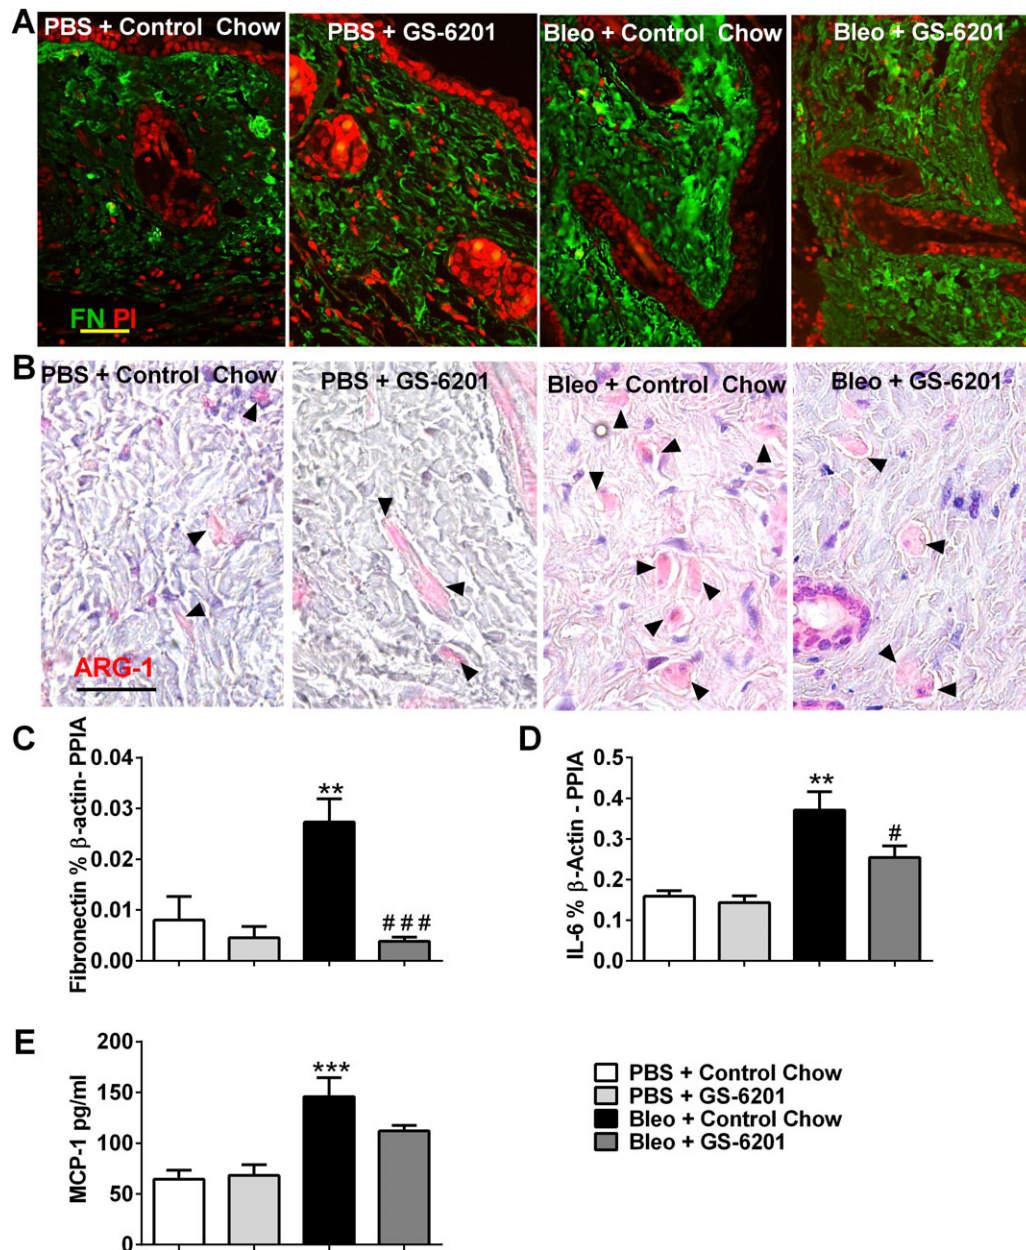 A
PBS + Control Chow
PBS + GS-6201
Bleo + Control Chow
Bleo + GS-6201
FN PI
B
PBS + Control Chow
PBS + GS-6201
Bleo + Control Chow
Bleo + GS-6201
ARG-1
C
Fibronectin % β-actin- PPIA
0.04
0.03
0.02
0.01
0.00
**
###
D
IL-6 % β-Actin - PPIA
0.5
0.4
0.3
0.2
0.1
0.0
**
#
E
MCP-1 pg/ml
200
150
100
50
0
***
PBS + Control Chow
PBS + GS-6201
Bleo + Control Chow
Bleo + GS-6201